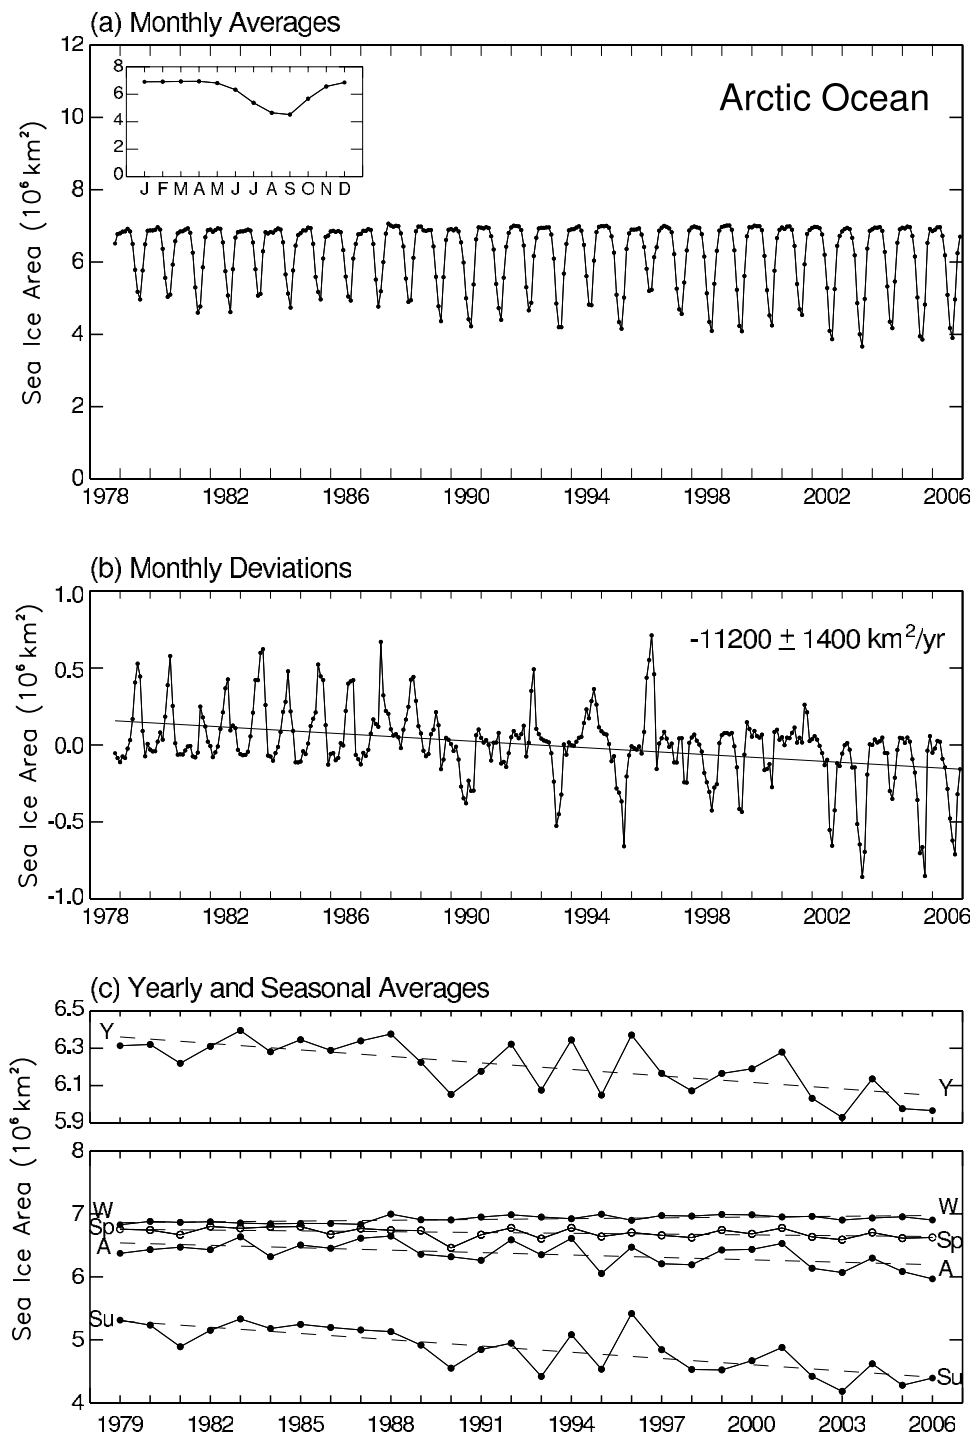 (a) Monthly Averages
12
10
8
6
4
2
0
Sea Ice Area (10⁶ km²)
8
6
4
2
0
J F M A M J J A S O N D
Arctic Ocean
1978 1982 1986 1990 1994 1998 2002 2006
(b) Monthly Deviations
1.0
0.5
0.0
-0.5
-1.0
Sea Ice Area (10⁶ km²)
-11200 ± 1400 km²/yr
1978 1982 1986 1990 1994 1998 2002 2006
(c) Yearly and Seasonal Averages
6.5
6.3
6.1
5.9
Y
Y
Sea Ice Area (10⁶ km²)
8
7
6
5
4
W
Sp
A
Su
W
Sp
A
Su
1979 1982 1985 1988 1991 1994 1997 2000 2003 2006